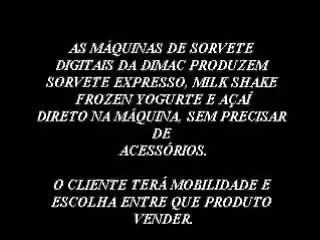 AS MÁQUINAS DE SORVETE
DIGITAIS DA DIMAC PRODUZEM
SORVETE EXPRESSO, MILK SHAKE
FROZEN YOGURTE E AÇAÍ
DIRETO NA MÁQUINA, SEM PRECISAR
DE
ACESSÓRIOS.
O CLIENTE TERÁ MOBILIDADE E
ESCOLHA ENTRE QUE PRODUTO
VENDER.